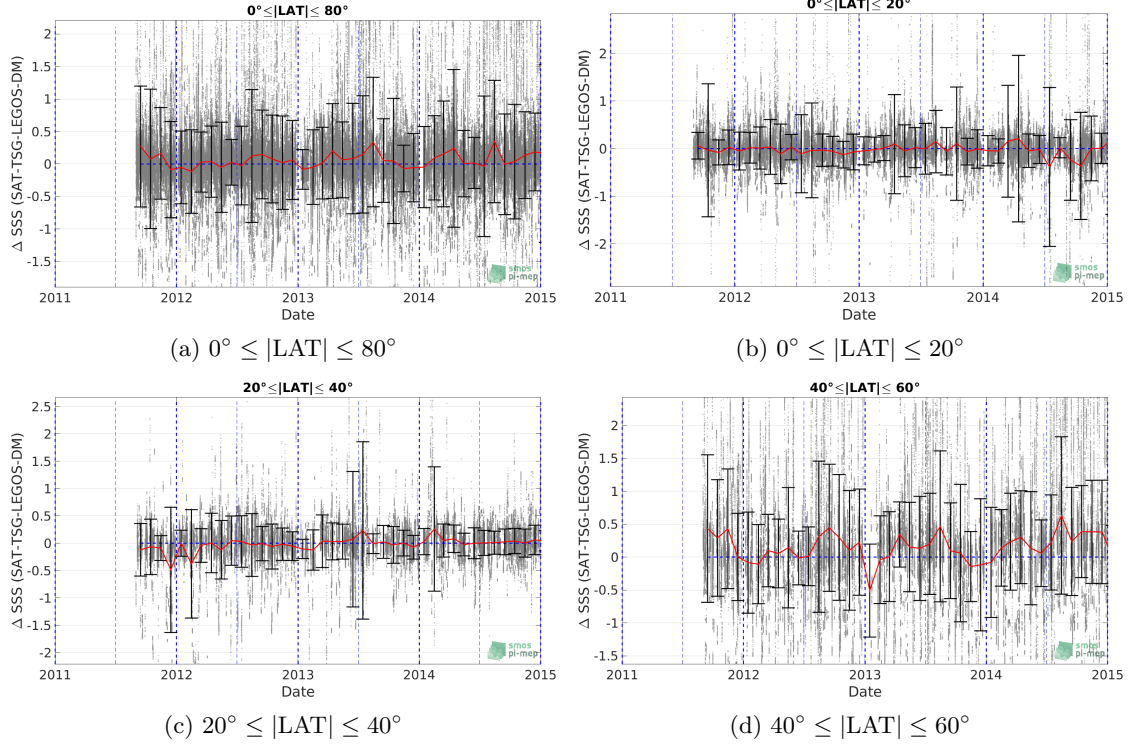 0°≤|LAT|≤ 80°
Δ SSS (SAT-TSG-LEGOS-DM)
2
1.5
1
0.5
0
-0.5
-1
-1.5
smos
pi-mep
2011
2012
2013
2014
2015
Date
(a) 0° ≤ |LAT| ≤ 80°
0°≤|LAT|≤ 20°
Δ SSS (SAT-TSG-LEGOS-DM)
2
1
0
-1
-2
smos
pi-mep
2011
2012
2013
2014
2015
Date
(b) 0° ≤ |LAT| ≤ 20°
20°≤|LAT|≤ 40°
Δ SSS (SAT-TSG-LEGOS-DM)
2.5
2
1.5
1
0.5
0
-0.5
-1
-1.5
-2
smos
pi-mep
2011
2012
2013
2014
2015
Date
(c) 20° ≤ |LAT| ≤ 40°
40°≤|LAT|≤ 60°
Δ SSS (SAT-TSG-LEGOS-DM)
2
1.5
1
0.5
0
-0.5
-1
-1.5
smos
pi-mep
2011
2012
2013
2014
2015
Date
(d) 40° ≤ |LAT| ≤ 60°